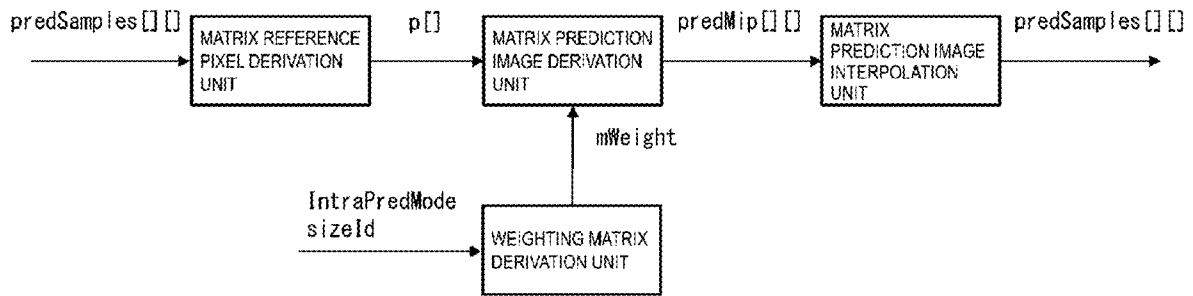 predSamples[][]
MATRIX REFERENCE
PIXEL DERIVATION
UNIT
p[]
MATRIX PREDICTION
IMAGE DERIVATION
UNIT
predMip[][]
MATRIX
PREDICTION IMAGE
INTERPOLATION
UNIT
predSamples[][]
mWeight
IntraPredMode
sizeId
WEIGHTING MATRIX
DERIVATION UNIT